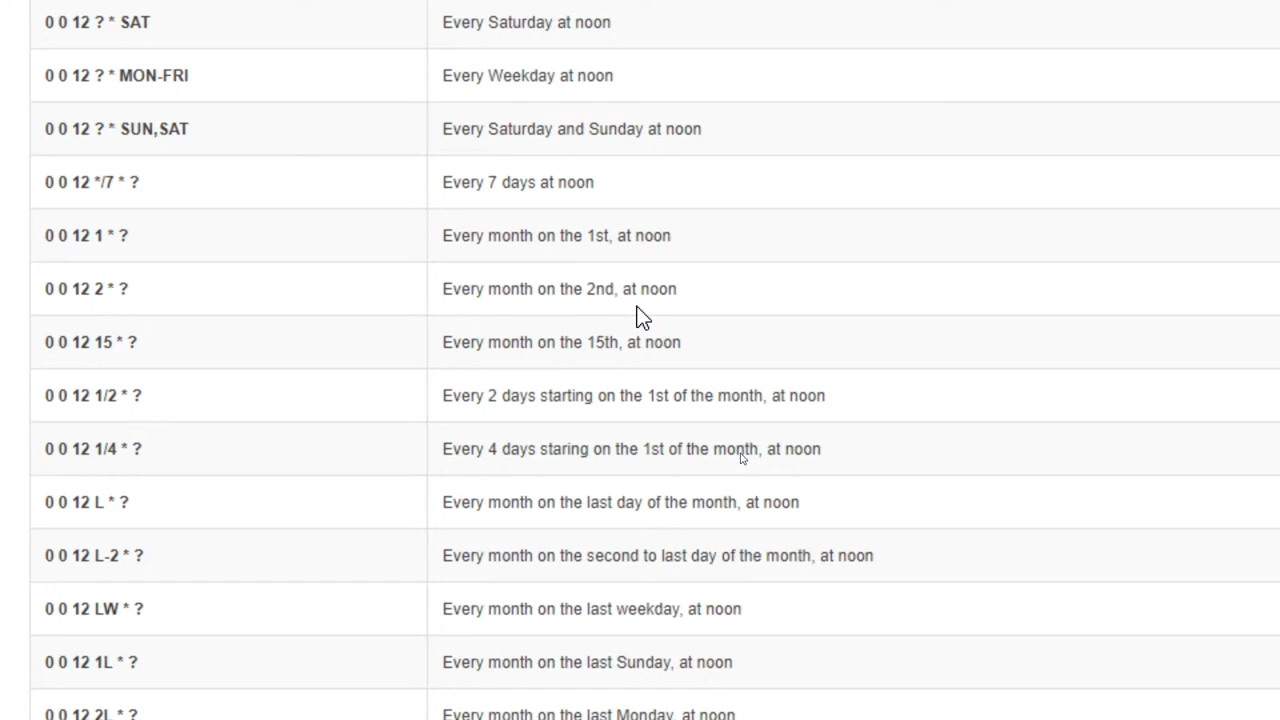 0 0 12 ? * SAT Every Saturday at noon
0 0 12 ? * MON-FRI Every Weekday at noon
0 0 12 ? * SUN,SAT Every Saturday and Sunday at noon
0 0 12 */7 * ? Every 7 days at noon
0 0 12 1 * ? Every month on the 1st, at noon
0 0 12 2 * ? Every month on the 2nd, at noon
0 0 12 15 * ? Every month on the 15th, at noon
0 0 12 1/2 * ? Every 2 days starting on the 1st of the month, at noon
0 0 12 1/4 * ? Every 4 days staring on the 1st of the month, at noon
0 0 12 L * ? Every month on the last day of the month, at noon
0 0 12 L-2 * ? Every month on the second to last day of the month, at noon
0 0 12 LW * ? Every month on the last weekday, at noon
0 0 12 1L * ? Every month on the last Sunday, at noon
0 0 12 2L * ? Every month on the last Monday, at noon